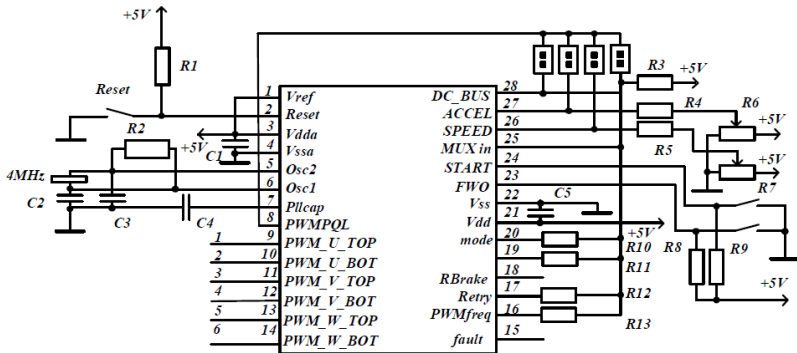 +5V
R1
Reset
R2
+5V
C1
4MHz
C2
C3
C4
1 Vref
2 Reset
3 Vdda
4 Vssa
5 Osc2
6 Osc1
7 Pllcap
8 PWMPQL
1 9 PWM_U_TOP
2 10 PWM_U_BOT
3 11 PWM_V_TOP
4 12 PWM_V_BOT
5 13 PWM_W_TOP
6 14 PWM_W_BOT
DC_BUS 28
ACCEL 27
SPEED 26
MUX in 25
START 24
FWO 23
Vss 22
Vdd 21
mode 20
19
RBrake 18
Retry 17
PWMfreq 16
fault 15
R3 +5V
R4
R6
+5V
R5
+5V
R7
C5
+5V
R10
R8
R9
R11
+5V
R12
R13